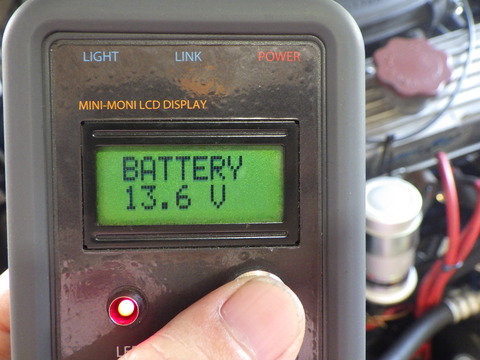 LIGHT LINK POWER
MINI-MONI LCD DISPLAY
BATTERY
13.6 V